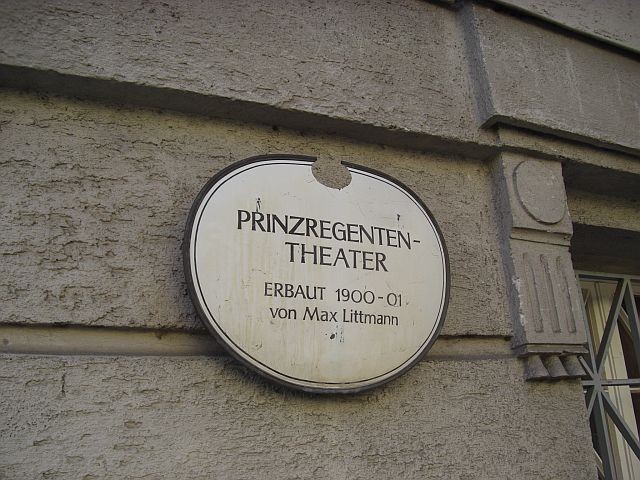 PRINZREGENTEN-
THEATER
ERBAUT 1900-01
von Max Littmann